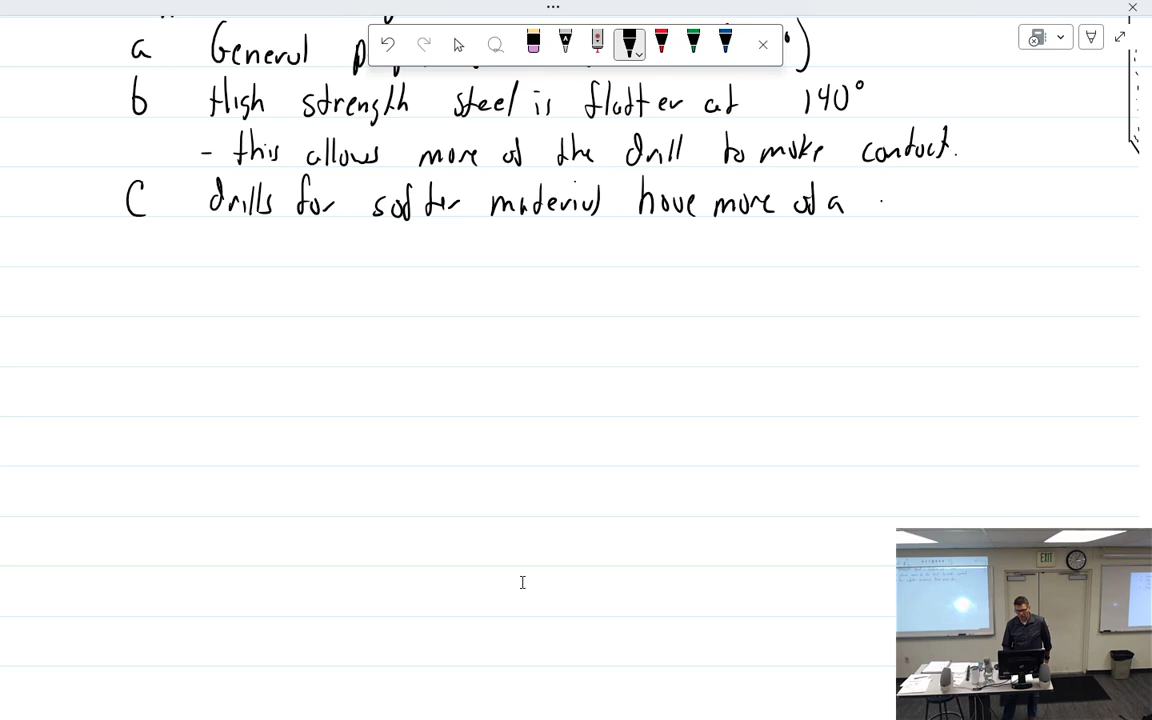 a General
b High strength steel is flatter at 140°
- this allows more of the drill to make contact.
C drills for softer material have more of a
EXIT